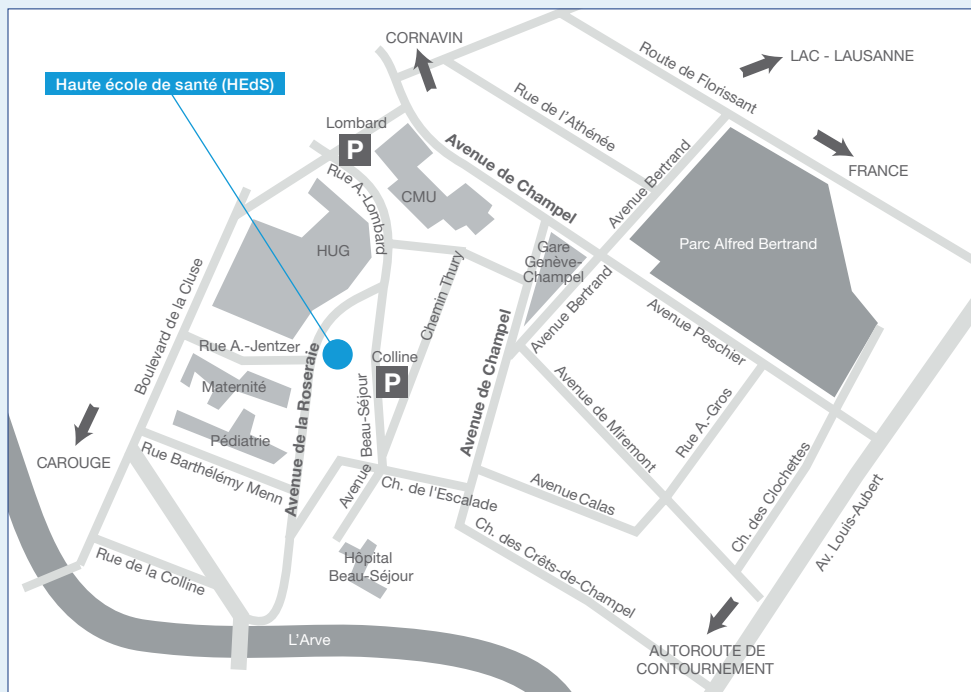 CORNAVIN
Route de Florissant
LAC - LAUSANNE
Haute école de santé (HEdS)
Rue de l'Athénée
Lombard
P
Avenue de Champel
Avenue Bertrand
FRANCE
Rue A.-Lombard
CMU
Parc Alfred Bertrand
HUG
Gare
Genève-
Champel
Boulevard de la Cluse
Chemin Thury
Avenue Bertrand
Avenue Peschier
Rue A.-Jentzer
Avenue de Champel
Colline
P
Maternité
Avenue de la Roseraie
Avenue Beau-Séjour
Avenue de Miremont
Rue A.-Gros
Pédiatrie
CAROUGE
Rue Barthélémy Menn
Ch. de l'Escalade
Avenue Calas
Ch. des Clochettes
Av. Louis-Aubert
Rue de la Colline
Hôpital
Beau-Séjour
Ch. des Crêts-de-Champel
L'Arve
AUTOROUTE DE
CONTOURNEMENT